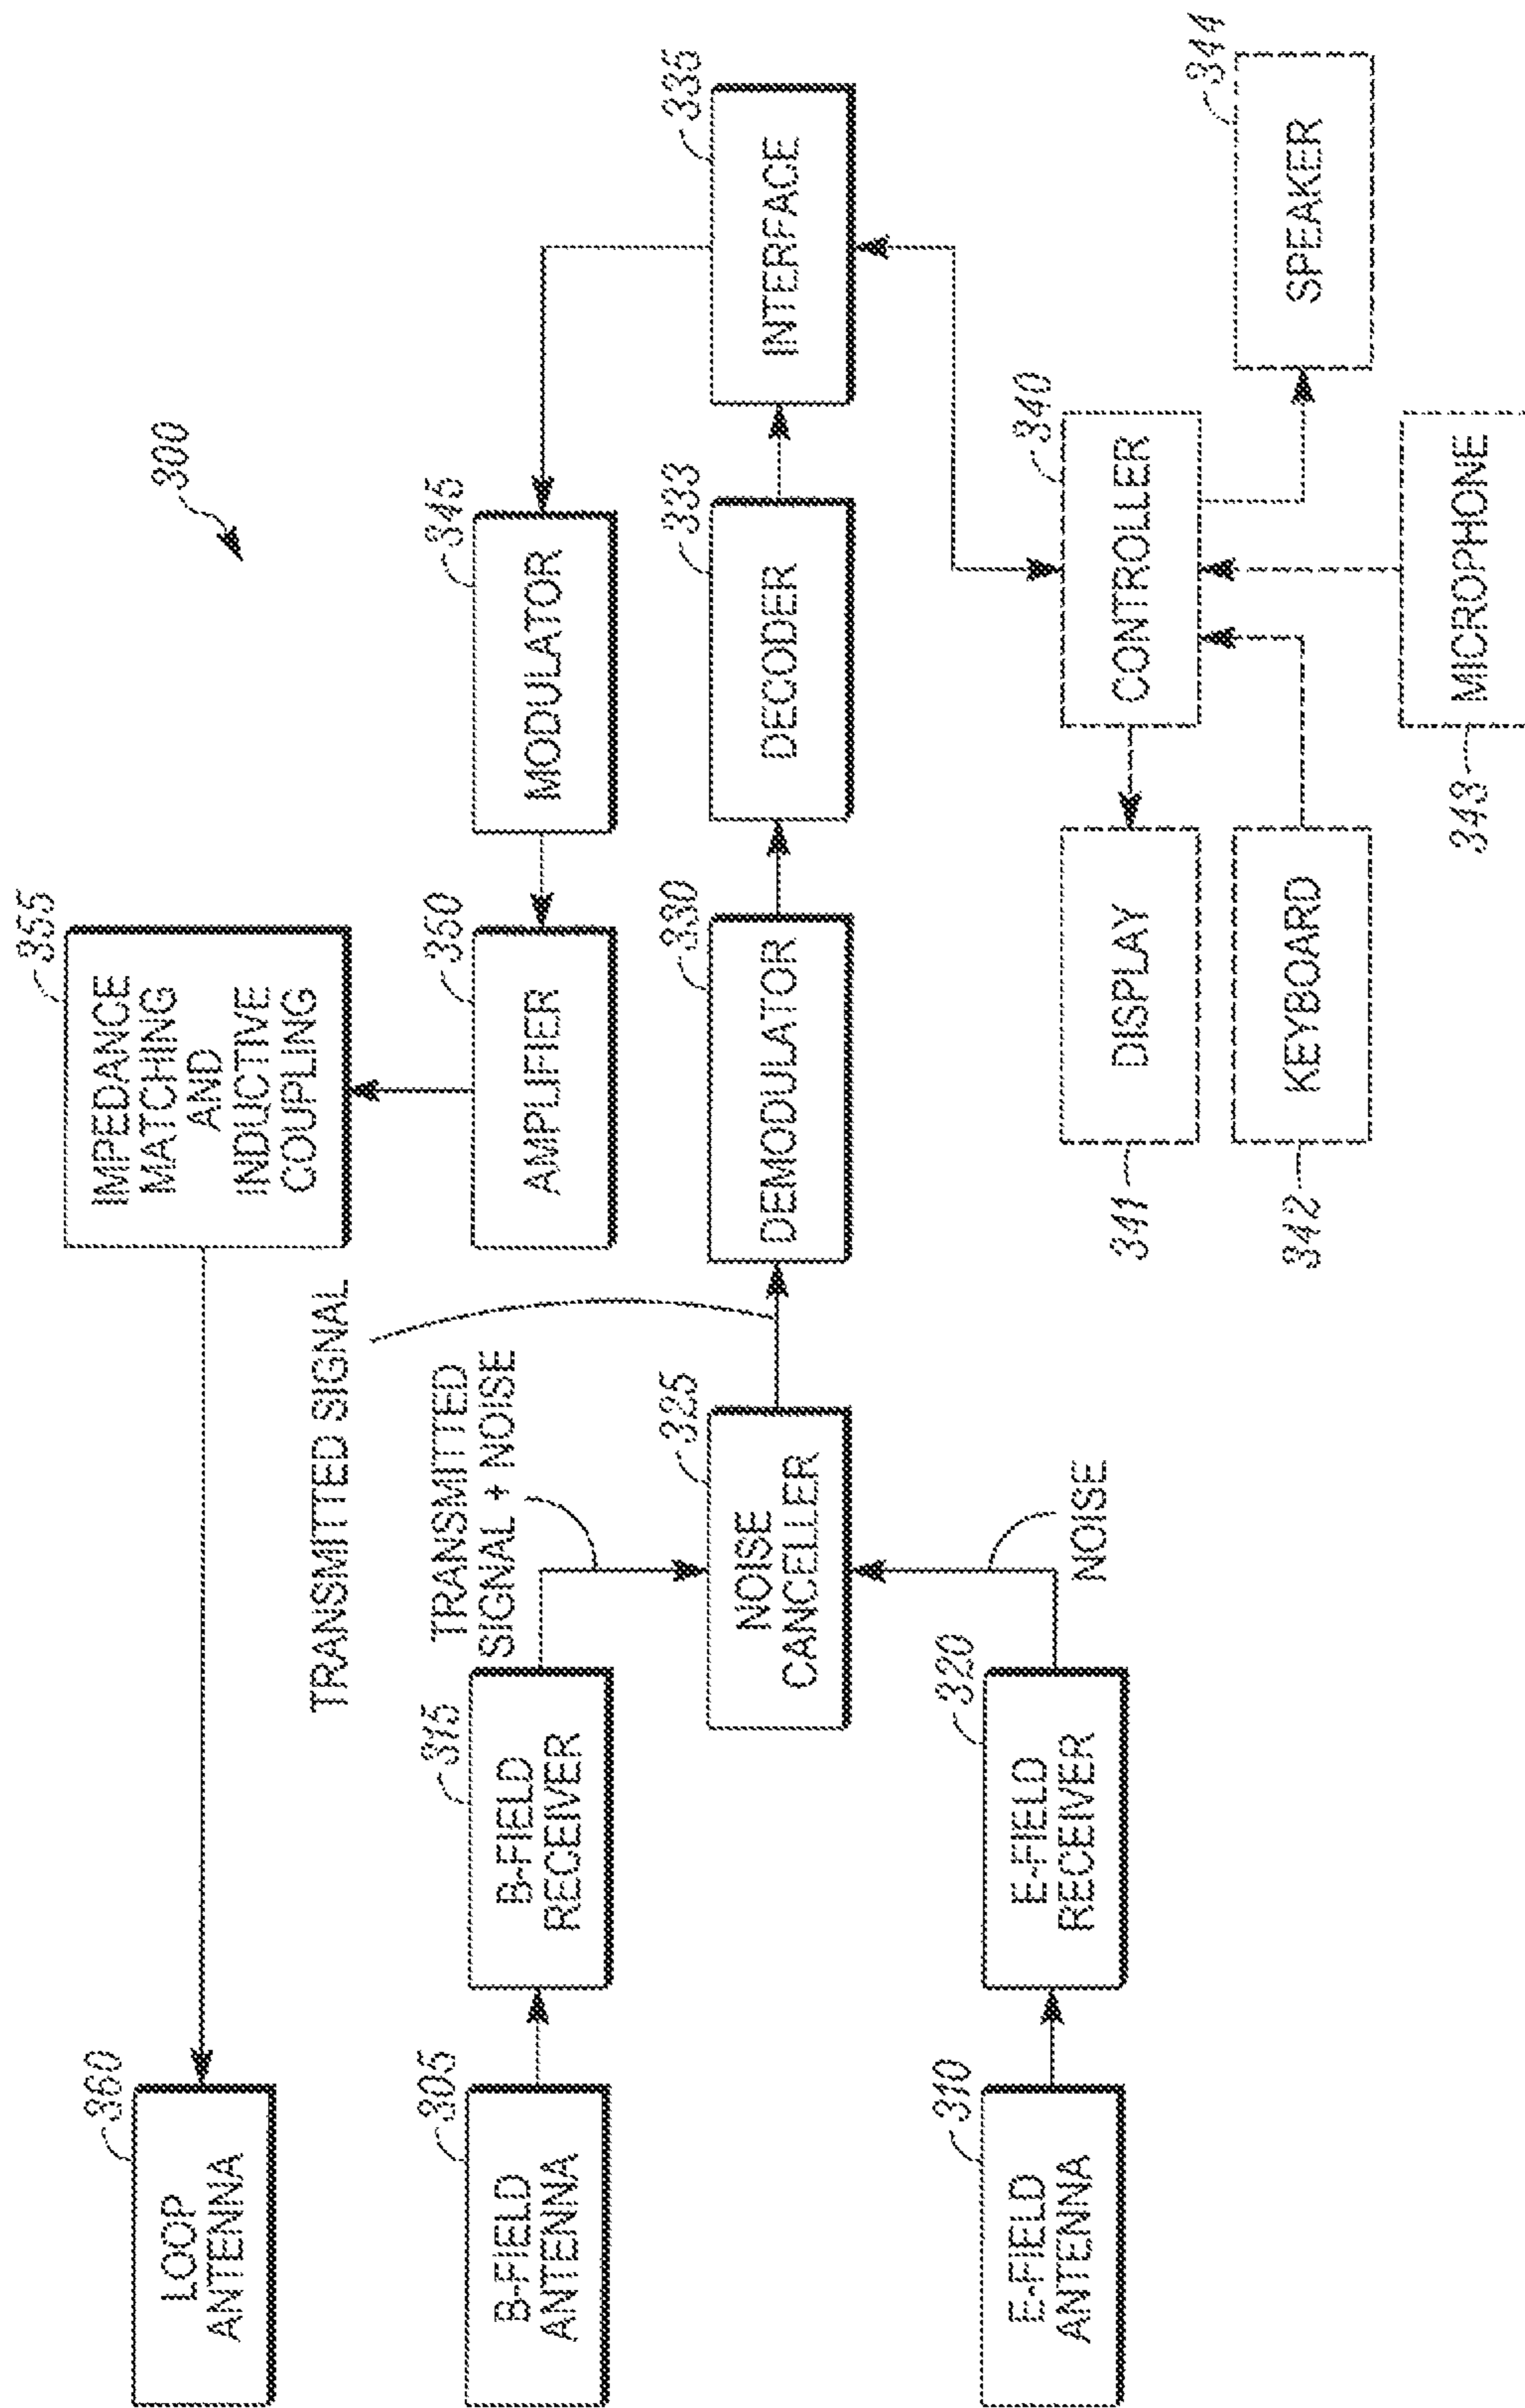 300
360
LOOP
ANTENNA
355
IMPEDANCE
MATCHING
AND
INDUCTIVE
COUPLING
TRANSMITTED SIGNAL
305
B-FIELD
ANTENNA
315
B-FIELD
RECEIVER
TRANSMITTED
SIGNAL + NOISE
350
AMPLIFIER
345
MODULATOR
325
NOISE
CANCELLER
330
DEMODULATOR
333
DECODER
335
INTERFACE
310
E-FIELD
ANTENNA
320
E-FIELD
RECEIVER
NOISE
341
DISPLAY
340
CONTROLLER
342
KEYBOARD
344
SPEAKER
343
MICROPHONE